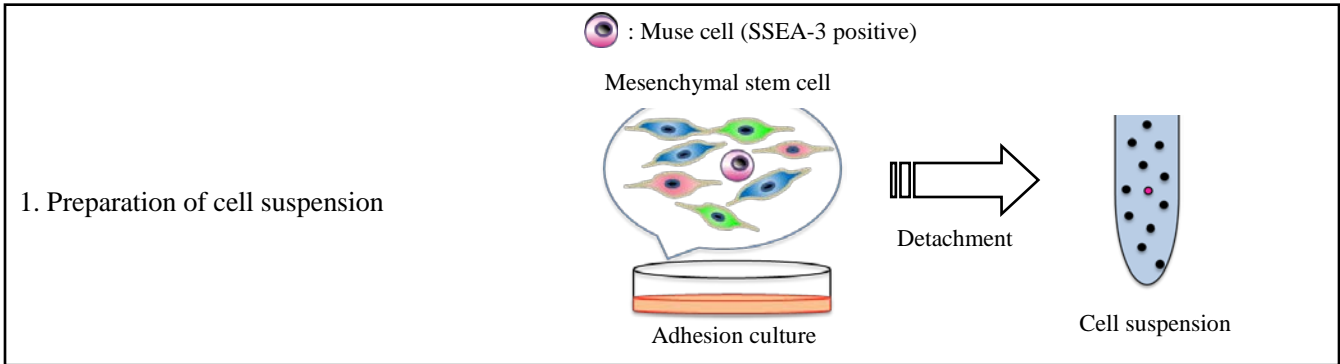 : Muse cell (SSEA-3 positive)
Mesenchymal stem cell
1. Preparation of cell suspension
Detachment
Adhesion culture
Cell suspension